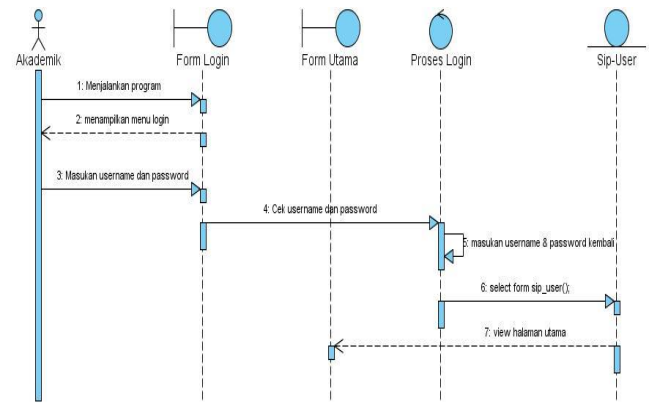 Akademik
Form Login
Form Utama
Proses Login
Sip-User
1: Menjalankan program
2: menampilkan menu login
3: Masukan username dan password
4: Cek username dan password
5: masukan username & password kembali
6: select form sip_user();
7: view halaman utama